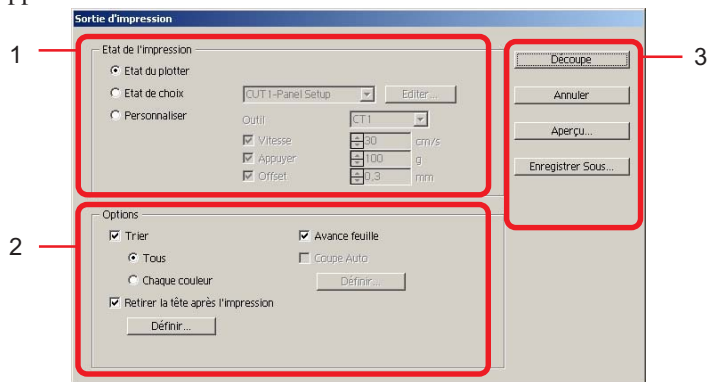 Sortie d'impression
1
Etat de l'impression
Etat du plotter
Etat de choix CUT1-Panel Setup Editer...
Personnaliser Outil CT1
Vitesse 30 cm/s
Appuyer 100 g
Offset 0,3 mm
3
Découpe
Annuler
Aperçu...
Enregistrer Sous...
2
Options
Trier Avance feuille
Tous Coupe Auto
Chaque couleur Définir...
Retirer la tête après l'impression
Définir...